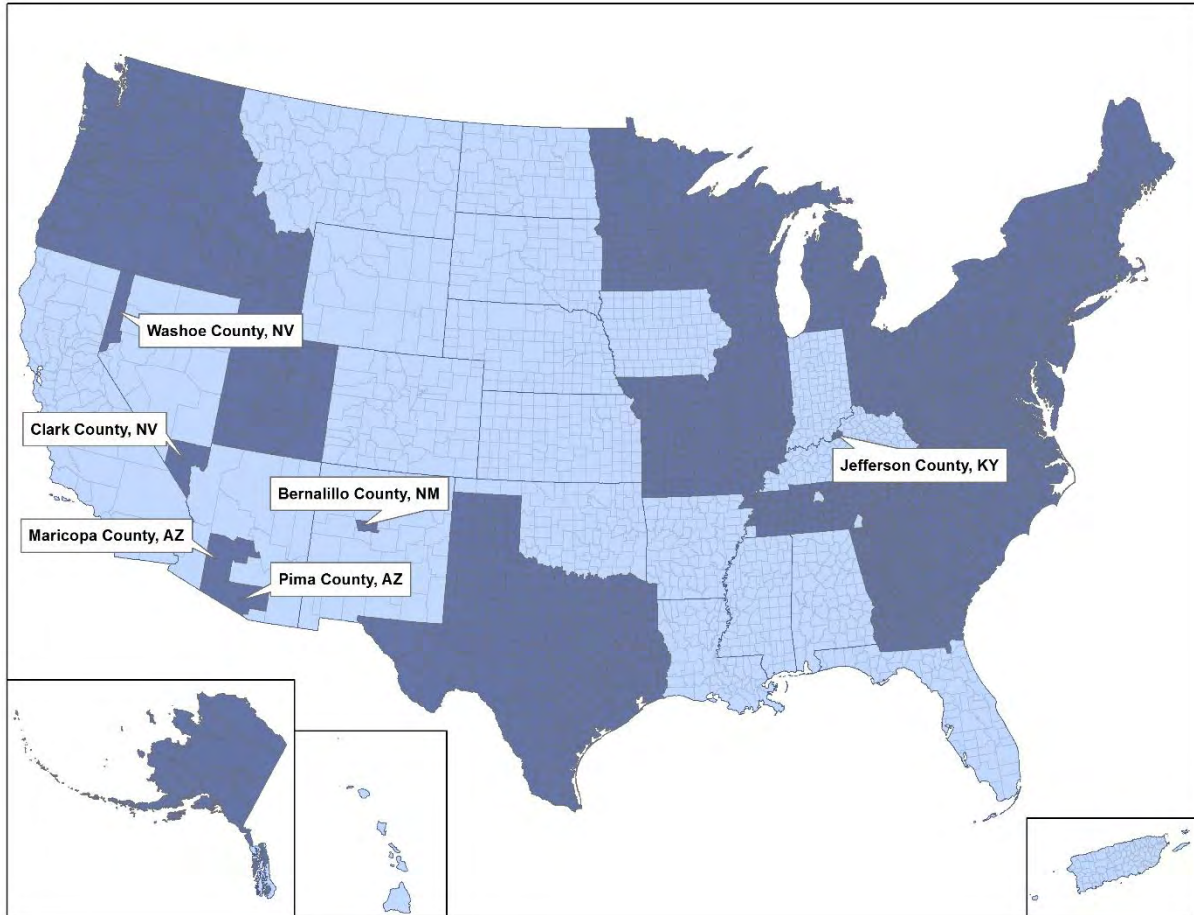 Washoe County, NV
Clark County, NV
Jefferson County, KY
Bernalillo County, NM
Maricopa County, AZ
Pima County, AZ